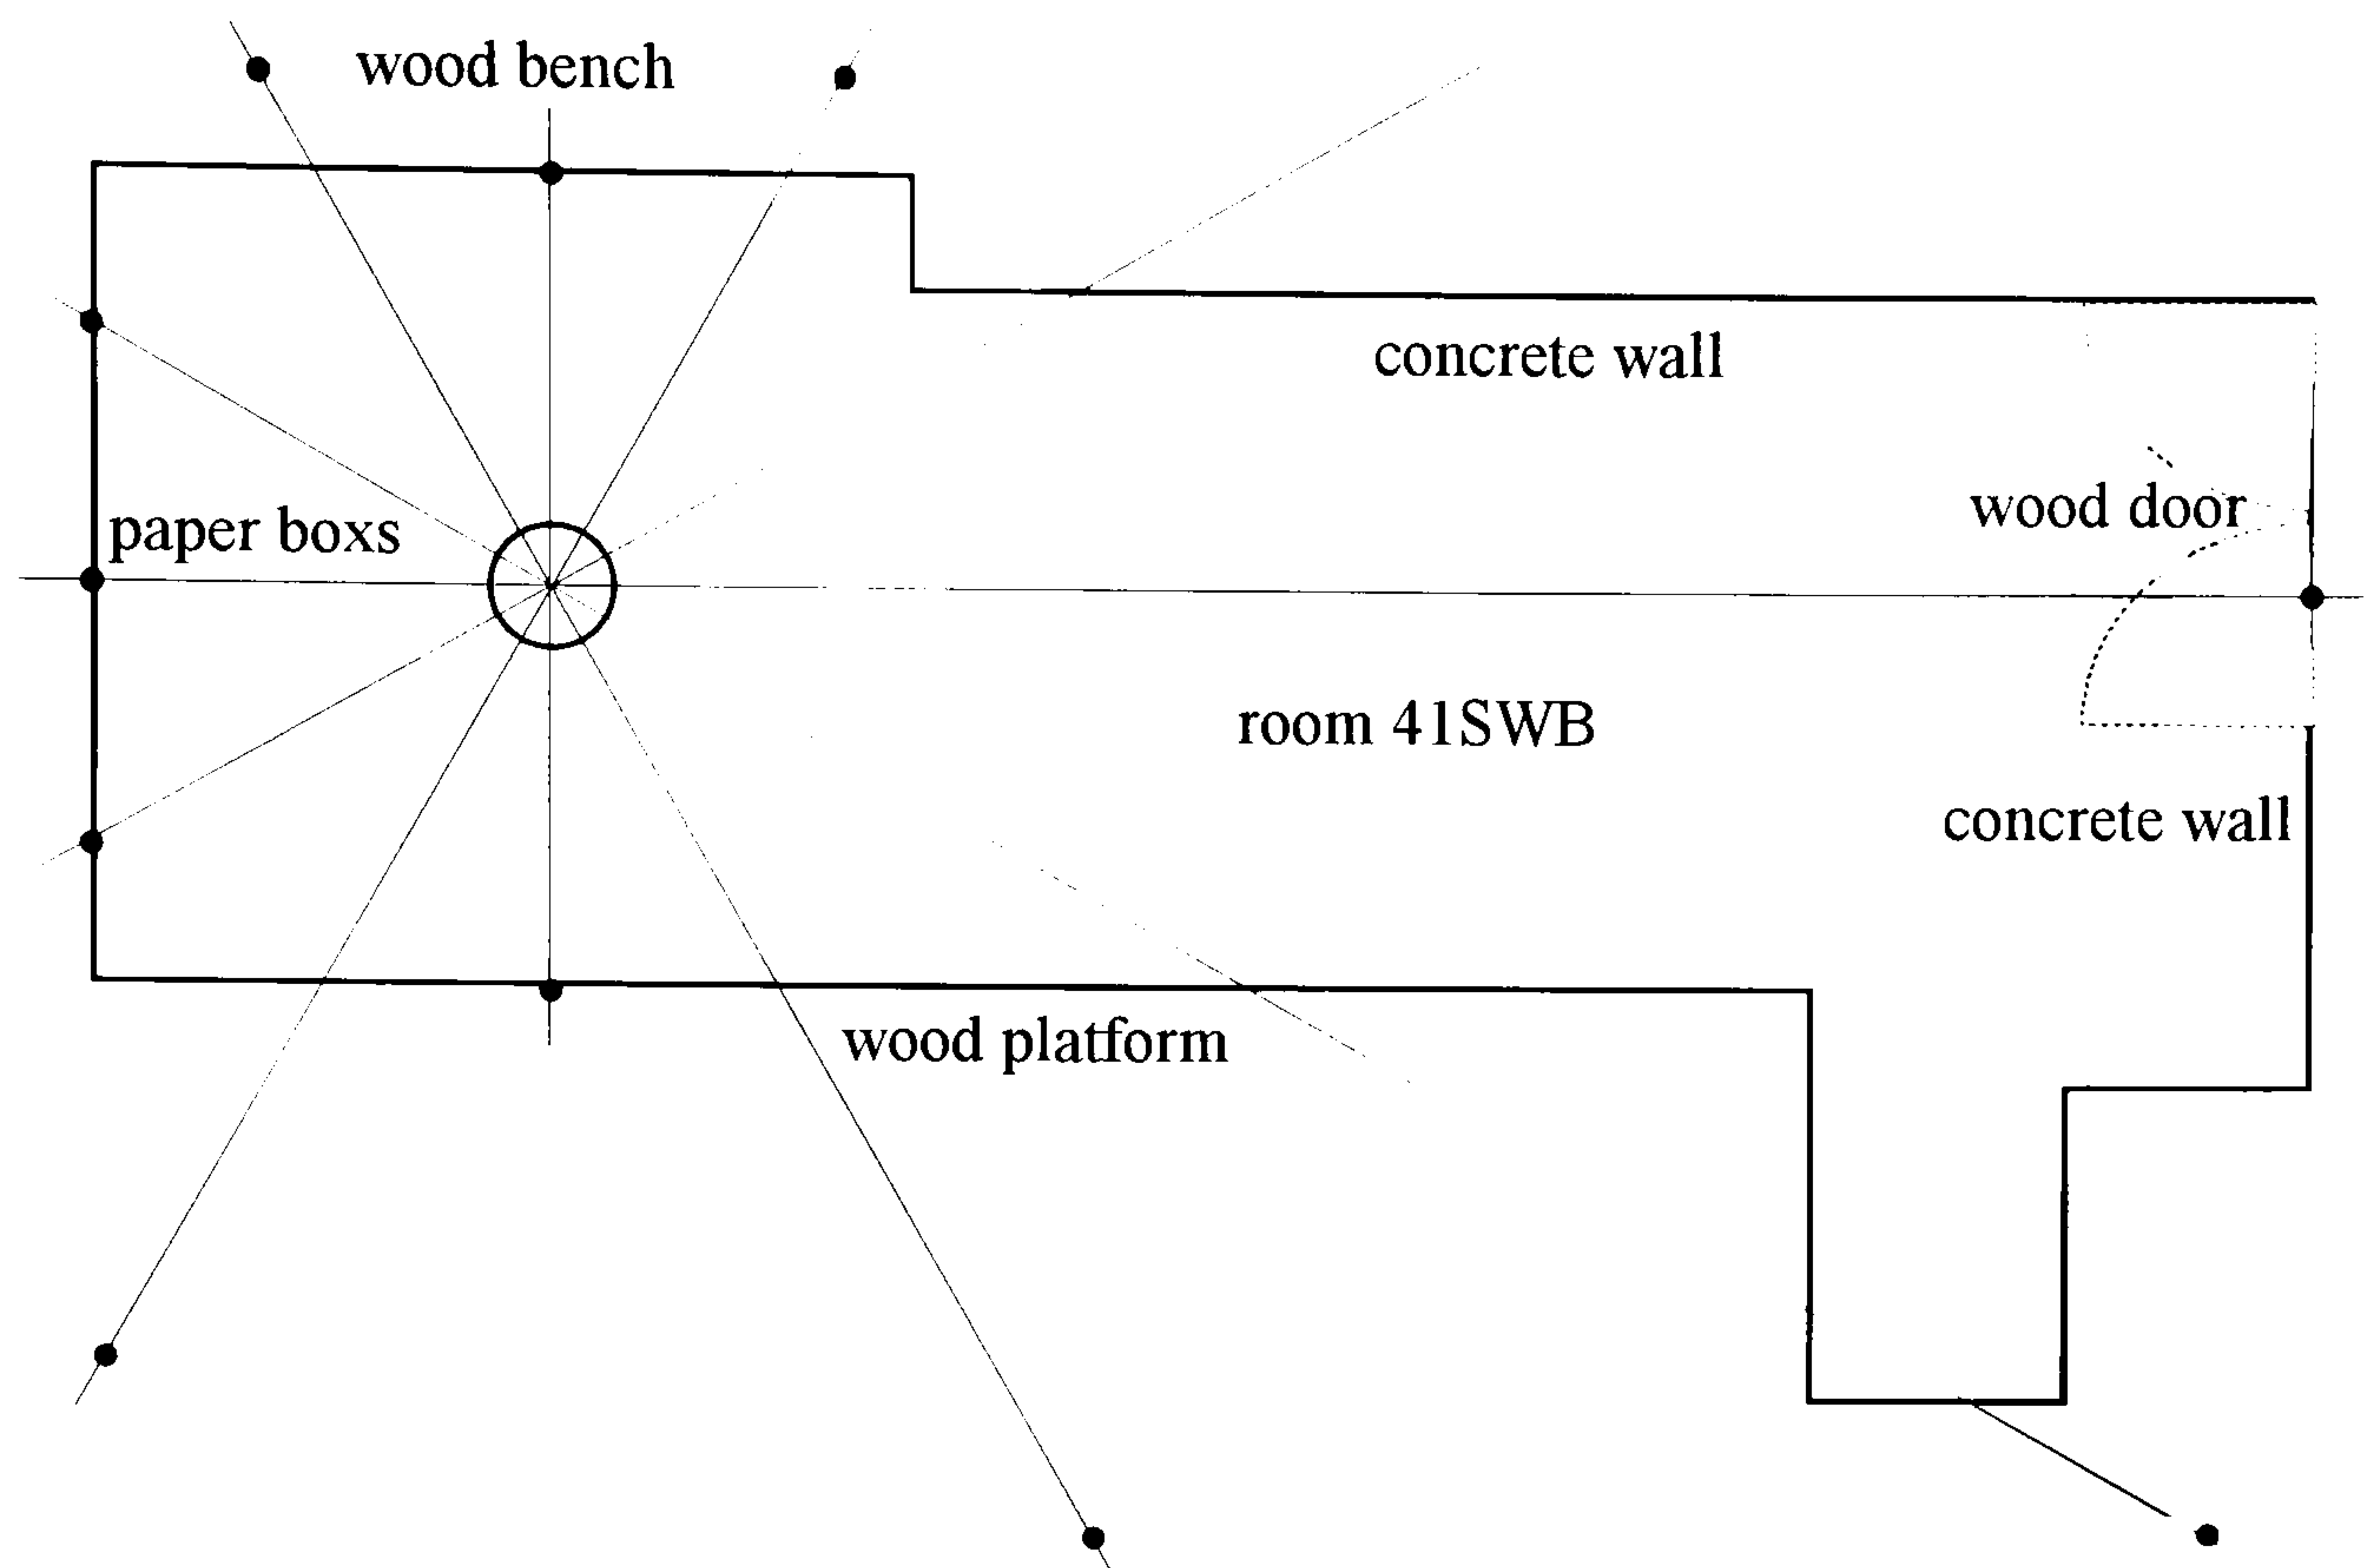 wood bench
concrete wall
wood door
paper boxs
room 41SWB
concrete wall
wood platform